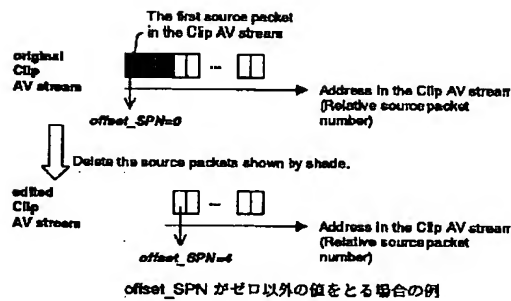 The first source packet
in the Clip AV stream
original
Clip
AV stream
...
Address in the Clip AV stream
(Relative source packet
number)
offset_SPN=0
Delete the source packets shown by shade.
edited
Clip
AV stream
...
Address in the Clip AV stream
(Relative source packet
number)
offset_SPN=4
offset_SPN がゼロ以外の値をとる場合の例